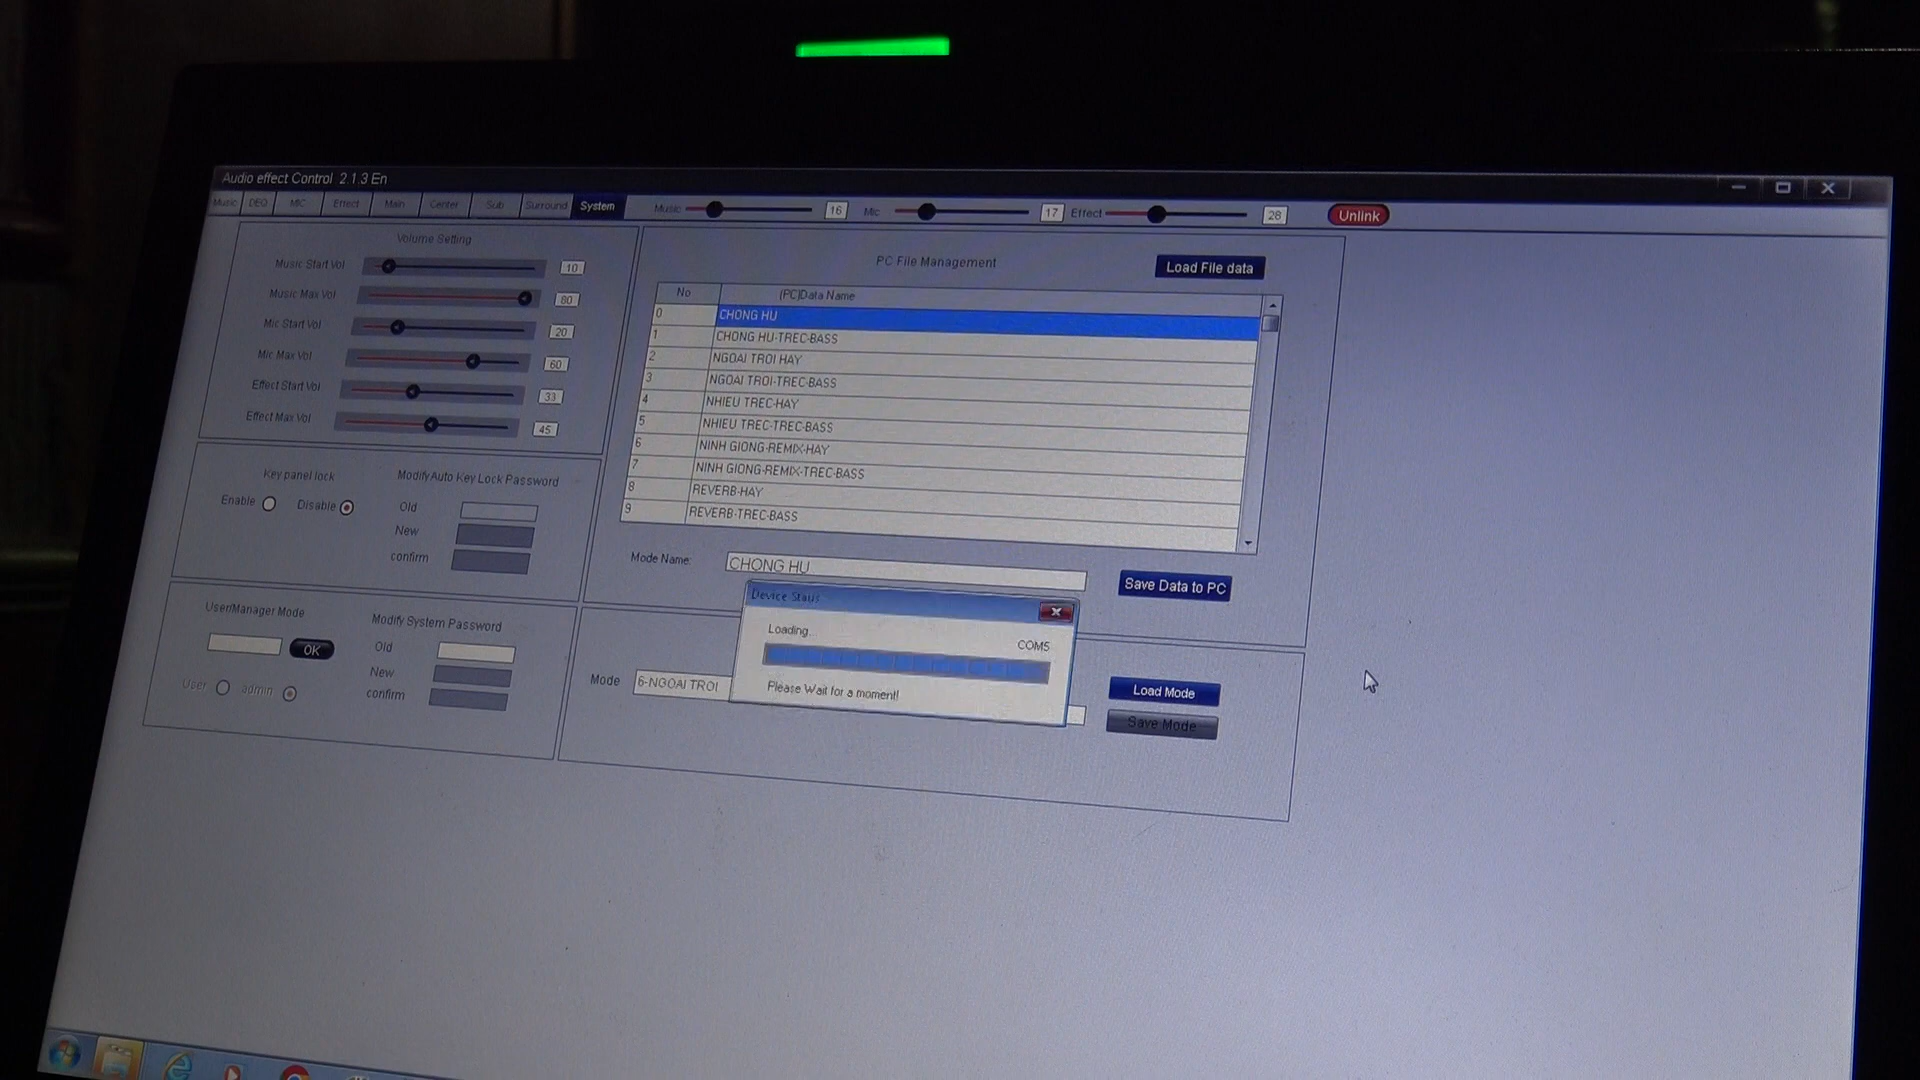 Audio effect Control 2.1.3 En
Music DEQ MIC Effect Main Center Sub Surround System Music 16 Mic 17 Effect 28 Unlink
Volume Setting
Music Start Vol 10
Music Max Vol 80
Mic Start Vol 20
Mic Max Vol 60
Effect Start Vol 33
Effect Max Vol 45
Key panel lock
Enable Disable
Modify Auto Key Lock Password
Old
New
confirm
User/Manager Mode
OK
User admin
Modify System Password
Old
New
confirm
PC File Management
Load File data
No (PC)Data Name
0 CHONG HU
1 CHONG HU-TREC-BASS
2 NGOAI TROI HAY
3 NGOAI TROI-TREC-BASS
4 NHIEU TREC-HAY
5 NHIEU TREC-TREC-BASS
6 NINH GIONG-REMIX-HAY
7 NINH GIONG-REMIX-TREC-BASS
8 REVERB-HAY
9 REVERB-TREC-BASS
Mode Name: CHONG HU
Save Data to PC
Device Staus
Loading...
COM5
Please Wait for a moment!
Mode 6-NGOAI TROI
Load Mode
Save Mode